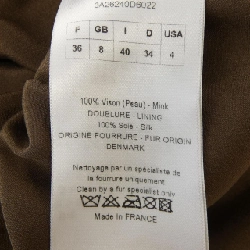 5A28240D6022
F GB I D USA
36 8 40 34 4
100% Vison (Peau) - Mink
DOUBLURE - LINING
100% Soie - Silk
ORIGINE FOURRURE - FUR ORIGIN
DENMARK
Nettoyage par un spécialiste de
la fourrure uniquement
Clean by a fur specialist only
Made In FRANCE